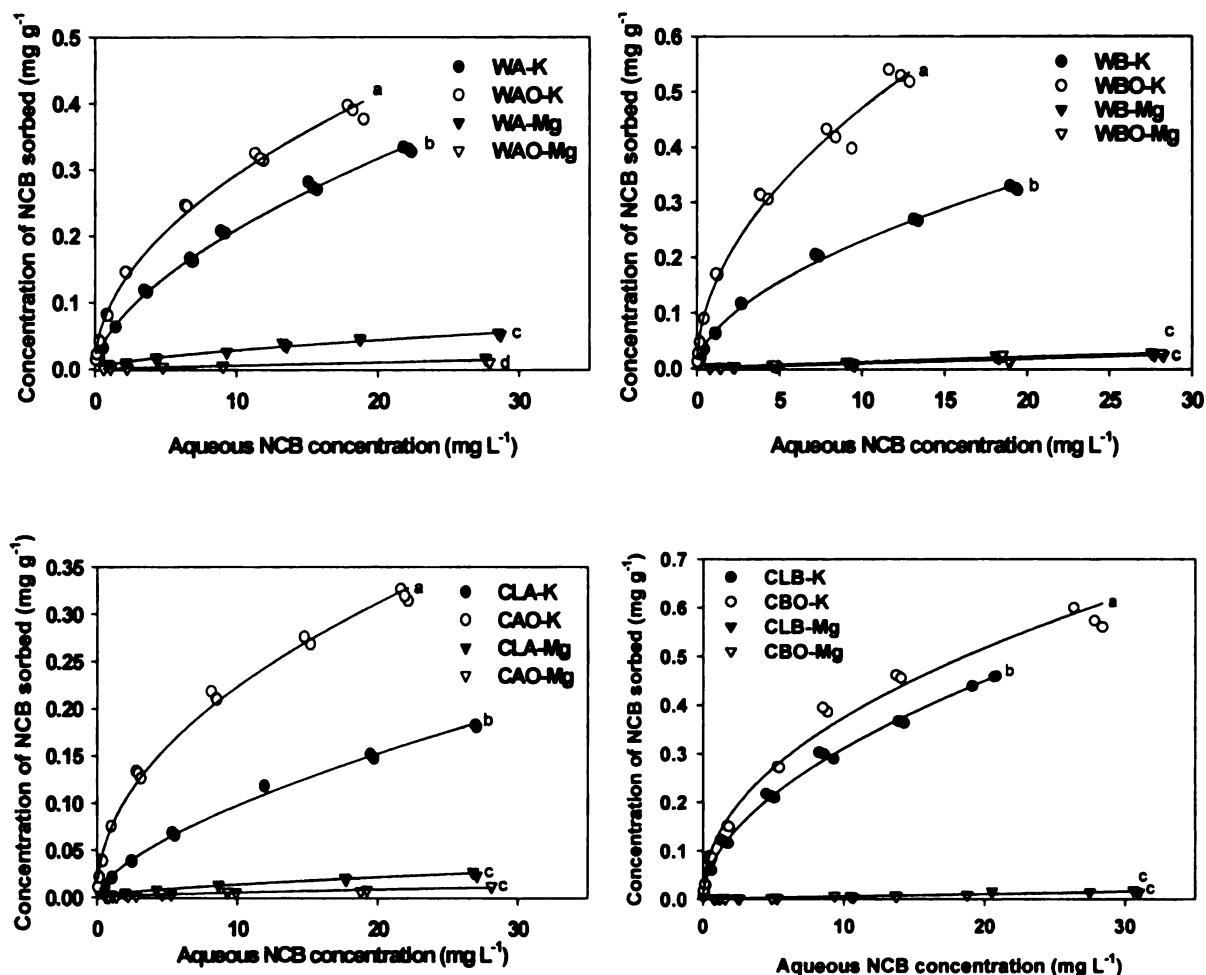 Concentration of NCB sorbed (mg g⁻¹)
0.5
0.4
0.3
0.2
0.1
0.0
WA-K
WAO-K
WA-Mg
WAO-Mg
a
b
c
d
0 10 20 30
Aqueous NCB concentration (mg L⁻¹)
Concentration of NCB sorbed (mg g⁻¹)
0.6
0.5
0.4
0.3
0.2
0.1
0.0
WB-K
WBO-K
WB-Mg
WBO-Mg
a
b
c
c
0 5 10 15 20 25 30
Aqueous NCB concentration (mg L⁻¹)
Concentration of NCB sorbed (mg g⁻¹)
0.35
0.30
0.25
0.20
0.15
0.10
0.05
0.00
CLA-K
CAO-K
CLA-Mg
CAO-Mg
a
b
c
c
0 10 20 30
Aqueous NCB concentration (mg L⁻¹)
Concentration of NCB sorbed (mg g⁻¹)
0.7
0.6
0.5
0.4
0.3
0.2
0.1
0.0
CLB-K
CBO-K
CLB-Mg
CBO-Mg
a
b
c
c
0 10 20 30
Aqueous NCB concentration (mg L⁻¹)